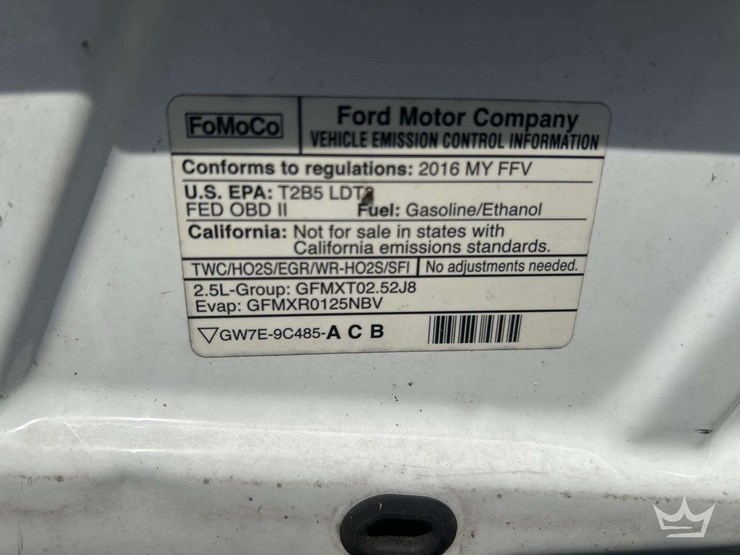 FoMoCo
Ford Motor Company
VEHICLE EMISSION CONTROL INFORMATION
Conforms to regulations: 2016 MY FFV
U.S. EPA: T2B5
FED OBD II Fuel: Gasoline/Ethanol
California: Not for sale in states with
California emissions standards.
TWC/HO2S/EGR/WR-HO2S/SFI No adjustments needed.
2.5L-Group: GFMXT02.52J8
Evap: GFMXR0125NBV
GW7E-9C485-A C B